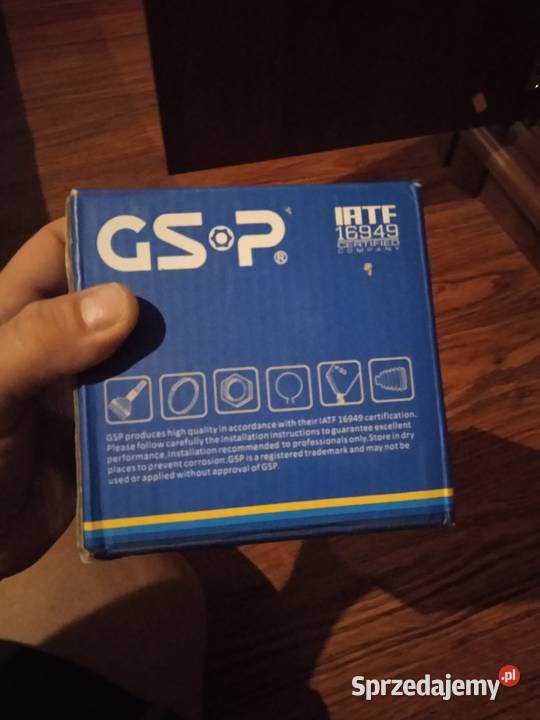 GSP®
IATF
16949
CERTIFIED
COMPANY
GSP produces high quality in accordance with their IATF 16949 certification.
Please follow carefully the installation instructions to guarantee excellent
performance.Installation recommended to professionals only.Store in dry
places to prevent corrosion.GSP is a registered trademark and may not be
used or applied without approval of GSP.
Sprzedajemy.pl